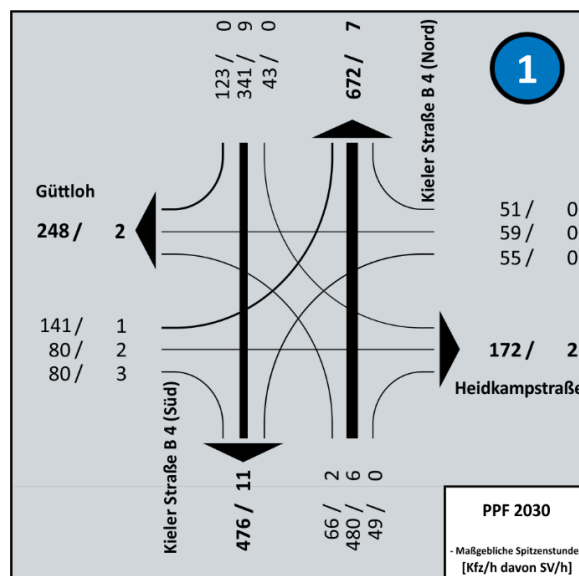 123 / 0
341 / 9
43 / 0
672 / 7
Kieler Straße B 4 (Nord)
1
Güttloh
248 / 2
51 / 0
59 / 0
55 / 0
141 / 1
80 / 2
80 / 3
172 / 2
Heidkampstraße
Kieler Straße B 4 (Süd)
476 / 11
66 / 2
480 / 6
49 / 0
PPF 2030
- Maßgebliche Spitzenstunde
[Kfz/h davon SV/h]